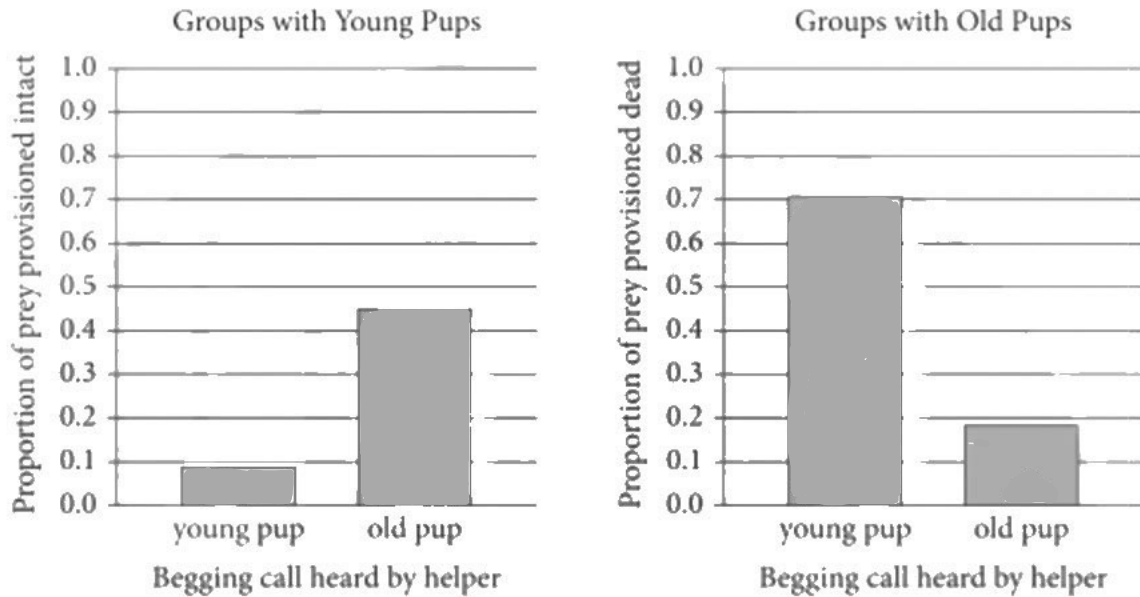 Groups with Young Pups
Proportion of prey provisioned intact
1.0
0.9
0.8
0.7
0.6
0.5
0.4
0.3
0.2
0.1
0.0
young pup old pup
Begging call heard by helper
Groups with Old Pups
Proportion of prey provisioned dead
1.0
0.9
0.8
0.7
0.6
0.5
0.4
0.3
0.2
0.1
0.0
young pup old pup
Begging call heard by helper